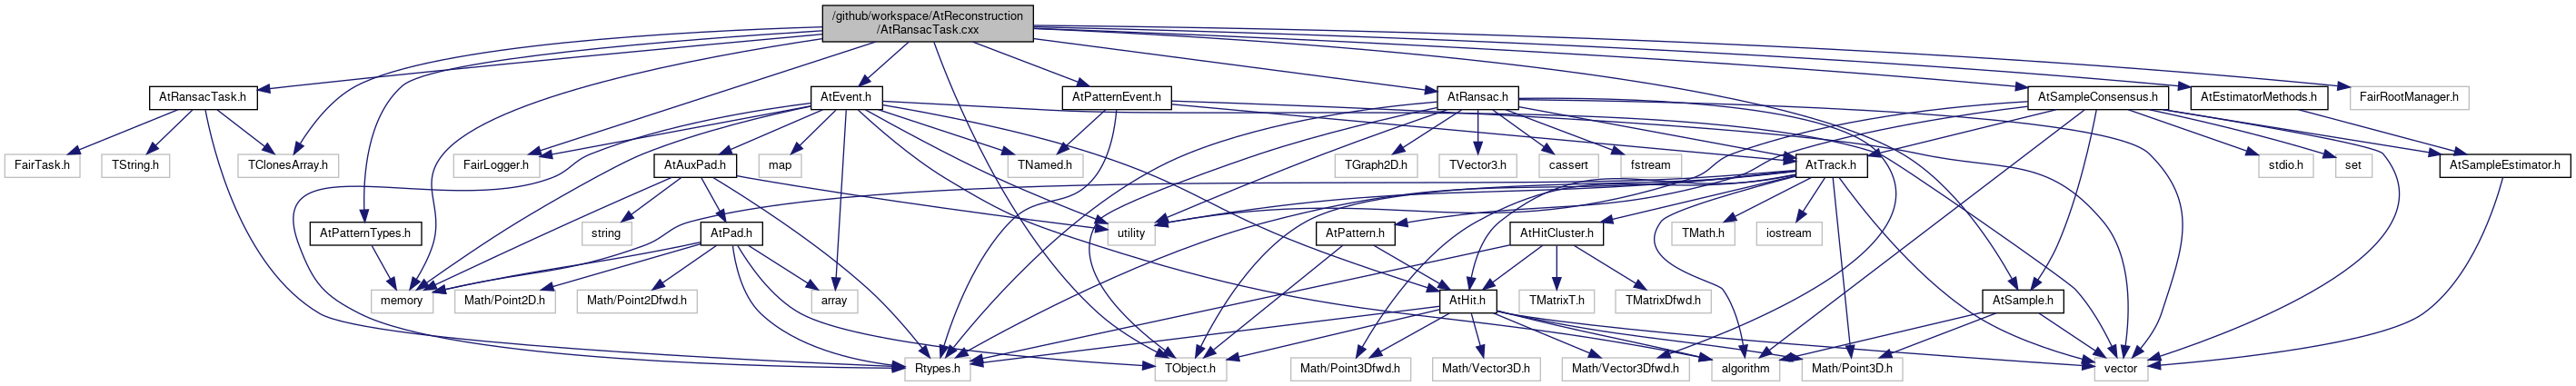 /github/workspace/AtReconstruction
/AtRansacTask.cxx
AtRansacTask.h
AtEvent.h
AtPatternEvent.h
AtRansac.h
AtSampleConsensus.h
AtEstimatorMethods.h
FairRootManager.h
FairTask.h
TString.h
TClonesArray.h
FairLogger.h
AtAuxPad.h
map
TNamed.h
TGraph2D.h
TVector3.h
cassert
fstream
AtTrack.h
stdio.h
set
AtSampleEstimator.h
AtPatternTypes.h
string
AtPad.h
utility
AtPattern.h
AtHitCluster.h
TMath.h
iostream
memory
Math/Point2D.h
Math/Point2Dfwd.h
array
AtHit.h
TMatrixT.h
TMatrixDfwd.h
AtSample.h
Rtypes.h
TObject.h
Math/Point3Dfwd.h
Math/Vector3D.h
Math/Vector3Dfwd.h
algorithm
Math/Point3D.h
vector